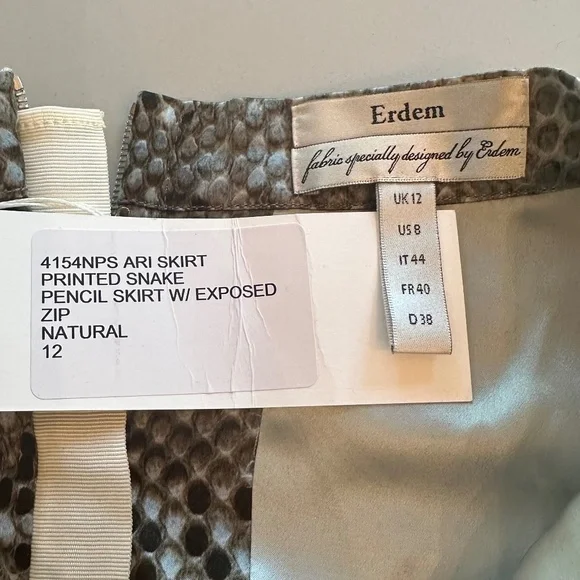 Erdem
fabric specially designed by Erdem
UK 12
US 8
IT 44
FR 40
D 38
4154NPS ARI SKIRT
PRINTED SNAKE
PENCIL SKIRT W/ EXPOSED
ZIP
NATURAL
12